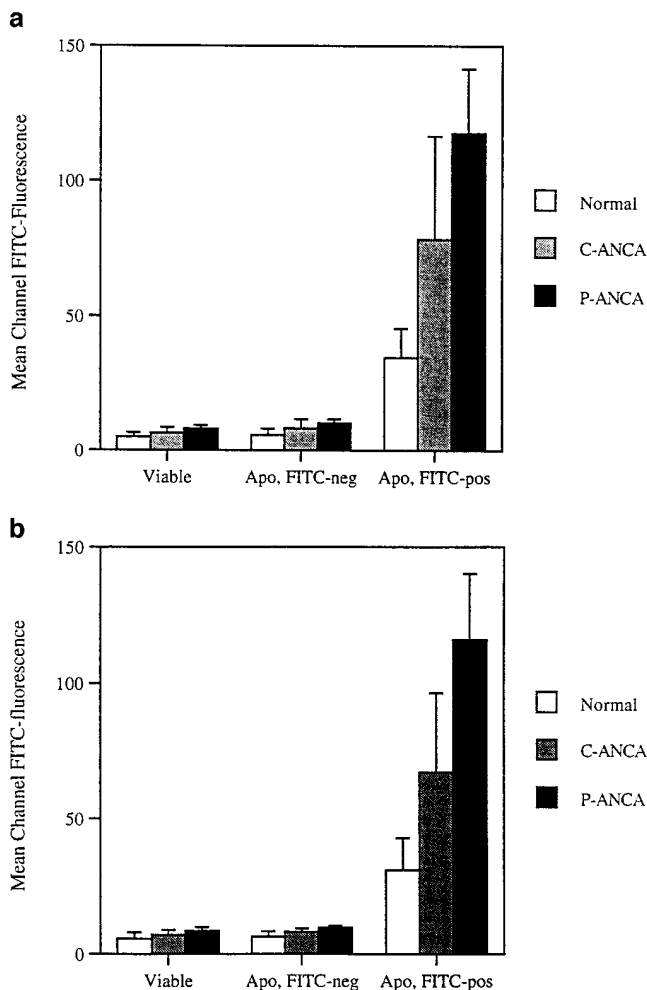 a
150
100
50
0
Mean Channel FITC-Fluorescence
Viable
Apo, FITC-neg
Apo, FITC-pos
Normal
C-ANCA
P-ANCA
b
150
100
50
0
Mean Channel FITC-fluorescence
Viable
Apo, FITC-neg
Apo, FITC-pos
Normal
C-ANCA
P-ANCA